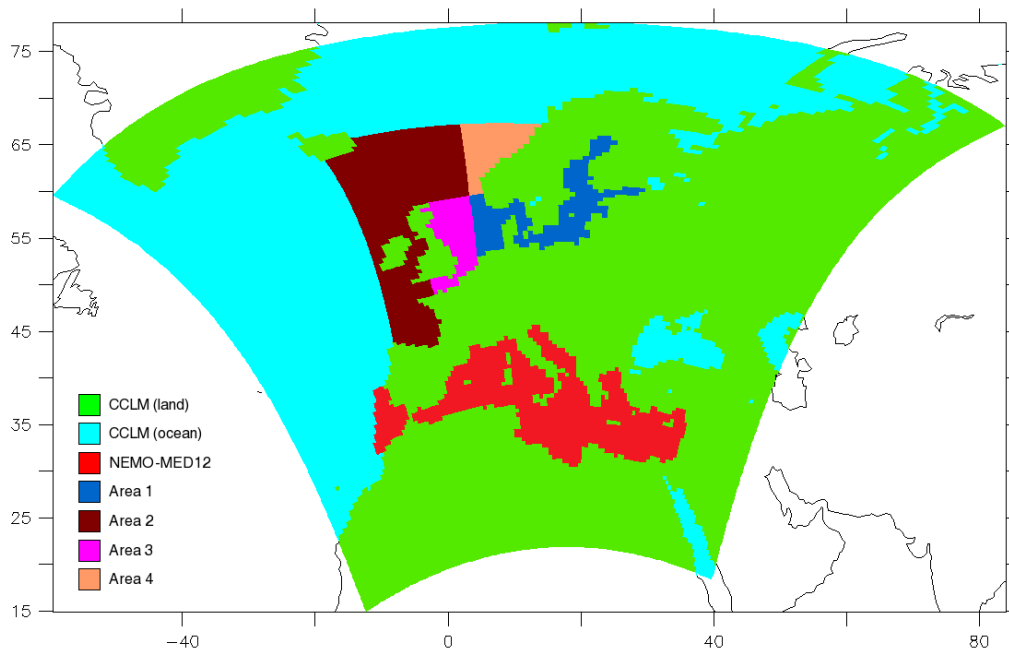 75
65
55
45
35
25
15
CCLM (land)
CCLM (ocean)
NEMO-MED12
Area 1
Area 2
Area 3
Area 4
−40 0 40 80